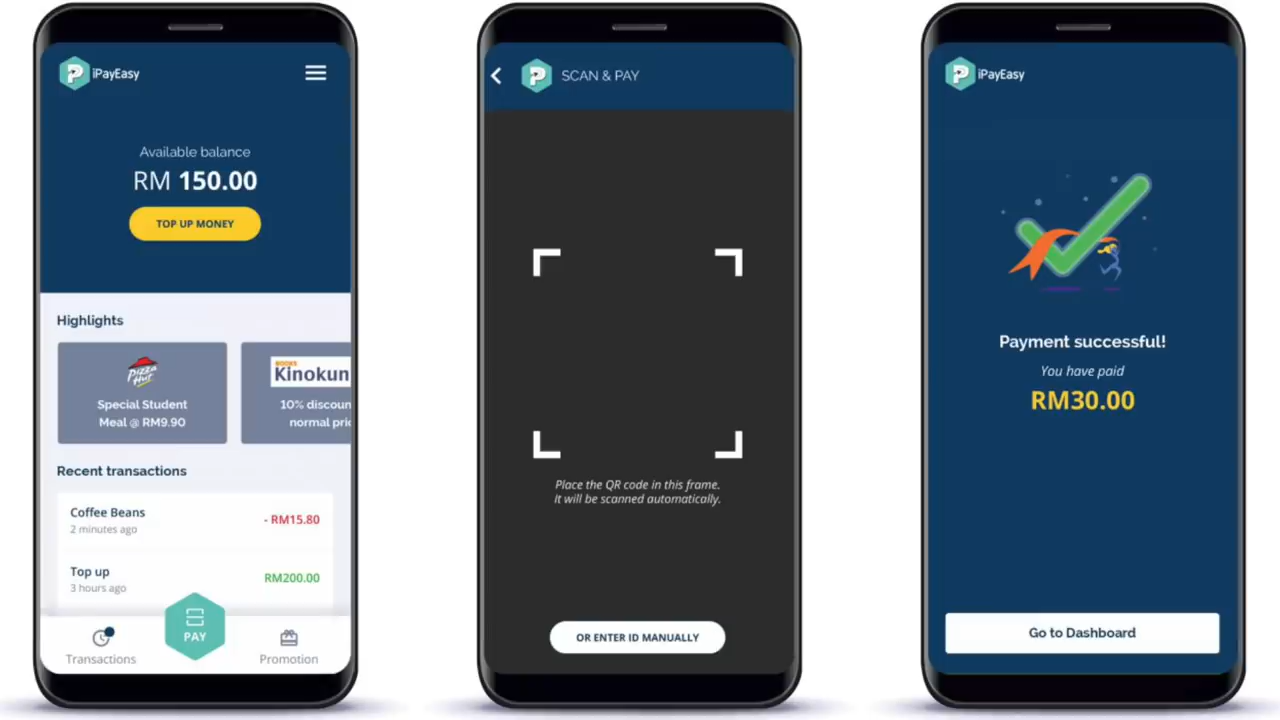 iPayEasy
Available balance
RM 150.00
TOP UP MONEY
Highlights
Pizza Hut
Special Student
Meal @ RM9.90
BOOKS
Kinokun
10% discoun
normal pric
Recent transactions
Coffee Beans
2 minutes ago
- RM15.80
Top up
3 hours ago
RM200.00
PAY
Transactions
Promotion
SCAN & PAY
Place the QR code in this frame.
It will be scanned automatically.
OR ENTER ID MANUALLY
iPayEasy
Payment successful!
You have paid
RM30.00
Go to Dashboard